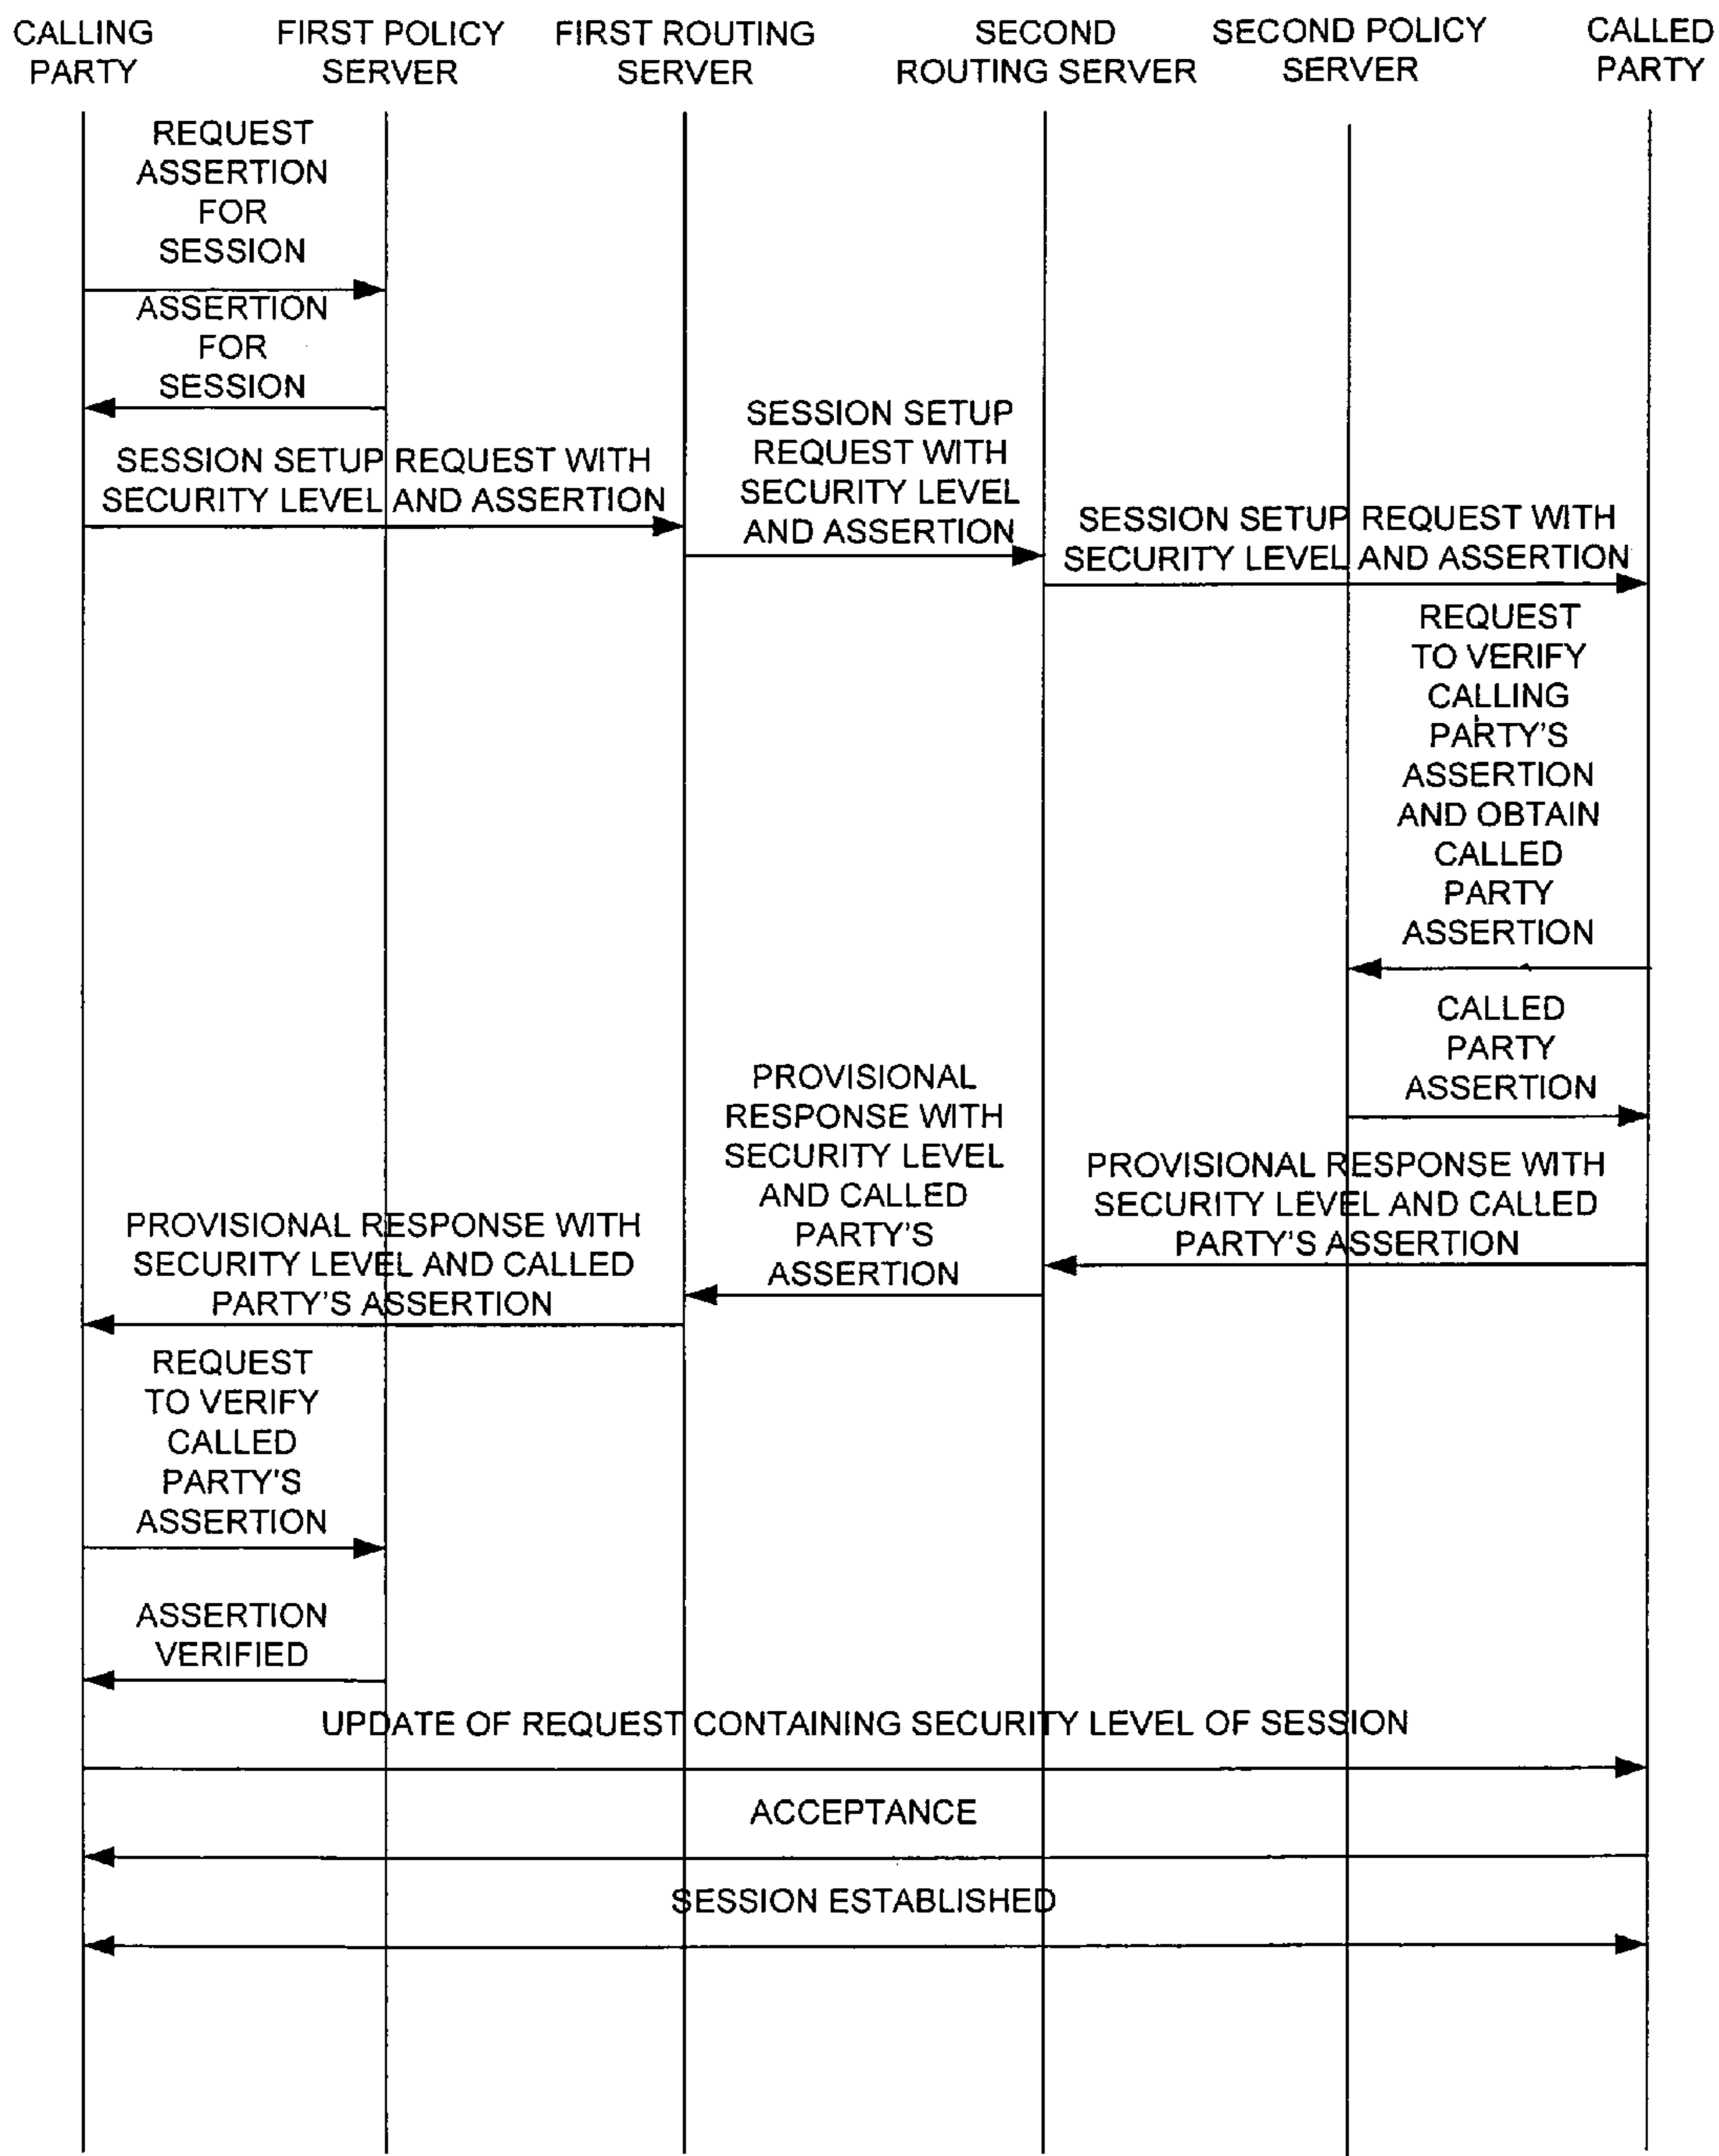 CALLING
PARTY
FIRST POLICY
SERVER
FIRST ROUTING
SERVER
SECOND
ROUTING SERVER
SECOND POLICY
SERVER
CALLED
PARTY
REQUEST
ASSERTION
FOR
SESSION
ASSERTION
FOR
SESSION
SESSION SETUP REQUEST WITH
SECURITY LEVEL AND ASSERTION
SESSION SETUP
REQUEST WITH
SECURITY LEVEL
AND ASSERTION
SESSION SETUP REQUEST WITH
SECURITY LEVEL AND ASSERTION
REQUEST
TO VERIFY
CALLING
PARTY'S
ASSERTION
AND OBTAIN
CALLED
PARTY
ASSERTION
CALLED
PARTY
ASSERTION
PROVISIONAL RESPONSE WITH
SECURITY LEVEL AND CALLED
PARTY'S ASSERTION
PROVISIONAL
RESPONSE WITH
SECURITY LEVEL
AND CALLED
PARTY'S
ASSERTION
PROVISIONAL RESPONSE WITH
SECURITY LEVEL AND CALLED
PARTY'S ASSERTION
REQUEST
TO VERIFY
CALLED
PARTY'S
ASSERTION
ASSERTION
VERIFIED
UPDATE OF REQUEST CONTAINING SECURITY LEVEL OF SESSION
ACCEPTANCE
SESSION ESTABLISHED